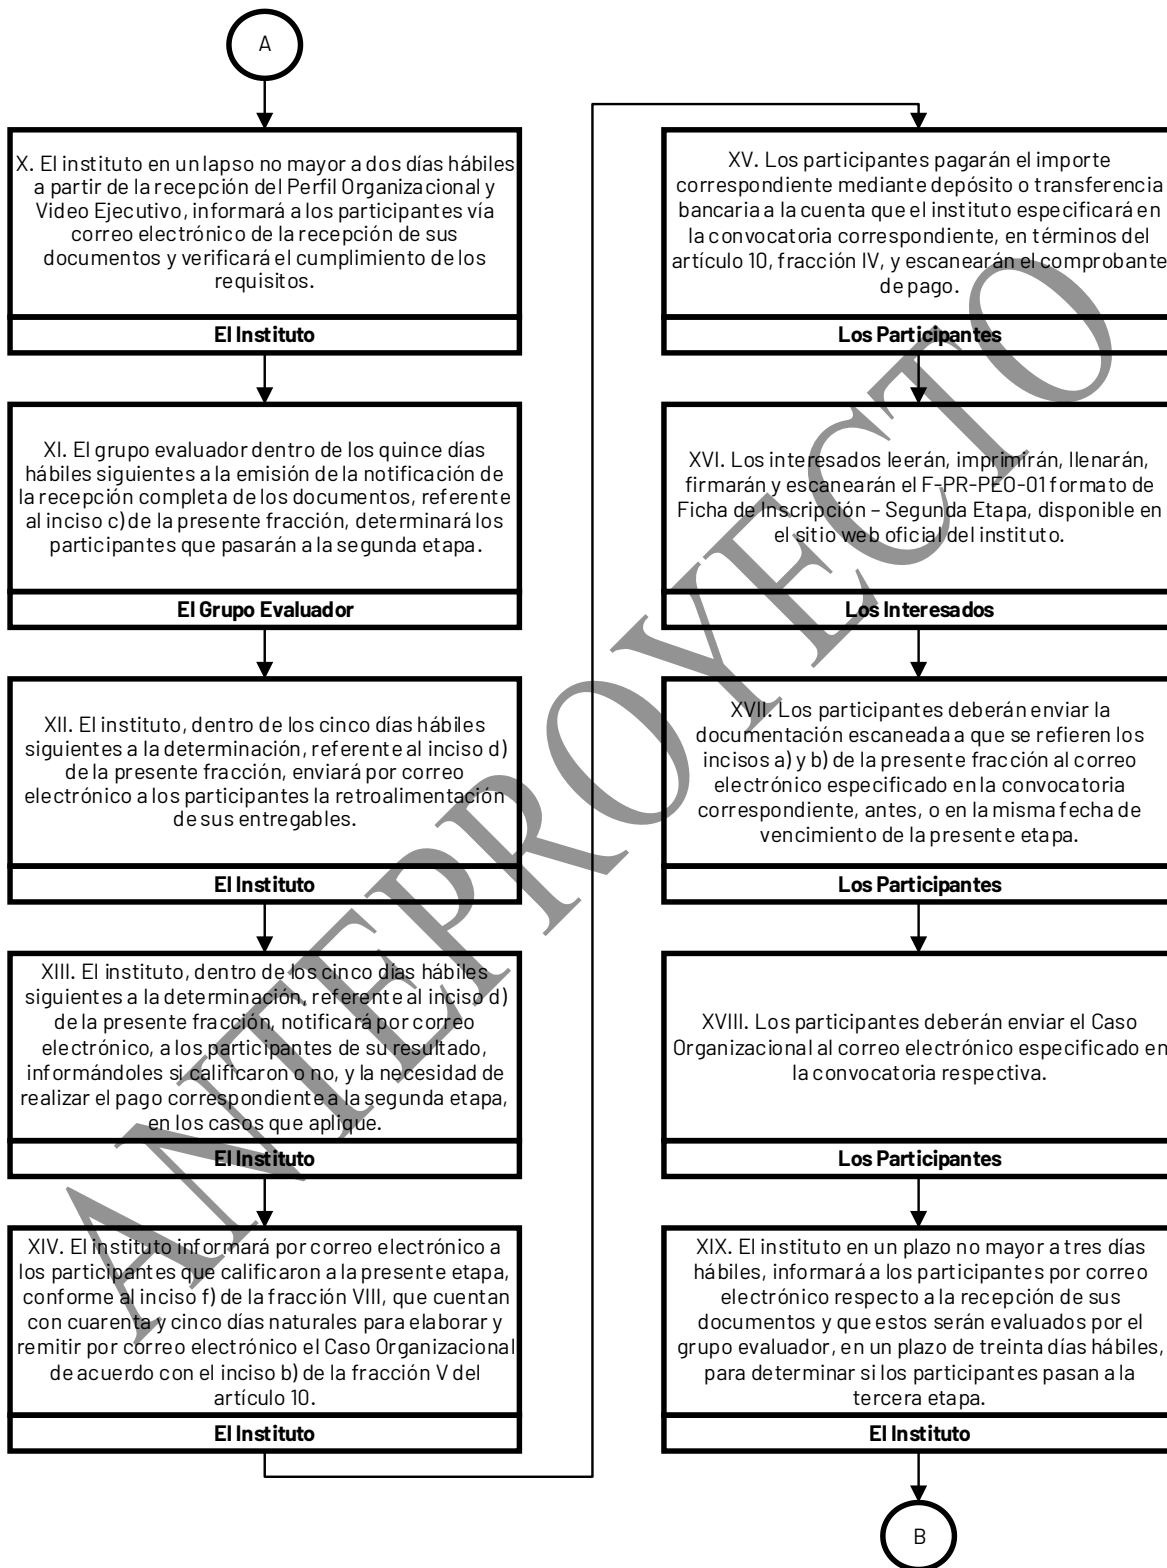 A
X. El instituto en un lapso no mayor a dos días hábiles
a partir de la recepción del Perfil Organizacional y
Video Ejecutivo, informará a los participantes vía
correo electrónico de la recepción de sus
documentos y verificará el cumplimiento de los
requisitos.
El Instituto
XI. El grupo evaluador dentro de los quince días
hábiles siguientes a la emisión de la notificación de
la recepción completa de los documentos, referente
al inciso c) de la presente fracción, determinará los
participantes que pasarán a la segunda etapa.
El Grupo Evaluador
XII. El instituto, dentro de los cinco días hábiles
siguientes a la determinación, referente al inciso d)
de la presente fracción, enviará por correo
electrónico a los participantes la retroalimentación
de sus entregables.
El Instituto
XIII. El instituto, dentro de los cinco días hábiles
siguientes a la determinación, referente al inciso d)
de la presente fracción, notificará por correo
electrónico, a los participantes de su resultado,
informándoles si calificaron o no, y la necesidad de
realizar el pago correspondiente a la segunda etapa,
en los casos que aplique.
El Instituto
XIV. El instituto informará por correo electrónico a
los participantes que calificaron a la presente etapa,
conforme al inciso f) de la fracción VIII, que cuentan
con cuarenta y cinco días naturales para elaborar y
remitir por correo electrónico el Caso Organizacional
de acuerdo con el inciso b) de la fracción V del
artículo 10.
El Instituto
XV. Los participantes pagarán el importe
correspondiente mediante depósito o transferencia
bancaria a la cuenta que el instituto especificará en
la convocatoria correspondiente, en términos del
artículo 10, fracción IV, y escanearán el comprobante
de pago.
Los Participantes
XVI. Los interesados leerán, imprimirán, llenarán,
firmarán y escanearán el F-PR-PEO-01 formato de
Ficha de Inscripción – Segunda Etapa, disponible en
el sitio web oficial del instituto.
Los Interesados
XVII. Los participantes deberán enviar la
documentación escaneada a que se refieren los
incisos a) y b) de la presente fracción al correo
electrónico especificado en la convocatoria
correspondiente, antes, o en la misma fecha de
vencimiento de la presente etapa.
Los Participantes
XVIII. Los participantes deberán enviar el Caso
Organizacional al correo electrónico especificado en
la convocatoria respectiva.
Los Participantes
XIX. El instituto en un plazo no mayor a tres días
hábiles, informará a los participantes por correo
electrónico respecto a la recepción de sus
documentos y que estos serán evaluados por el
grupo evaluador, en un plazo de treinta días hábiles,
para determinar si los participantes pasan a la
tercera etapa.
El Instituto
B
ANTEPROYECTO